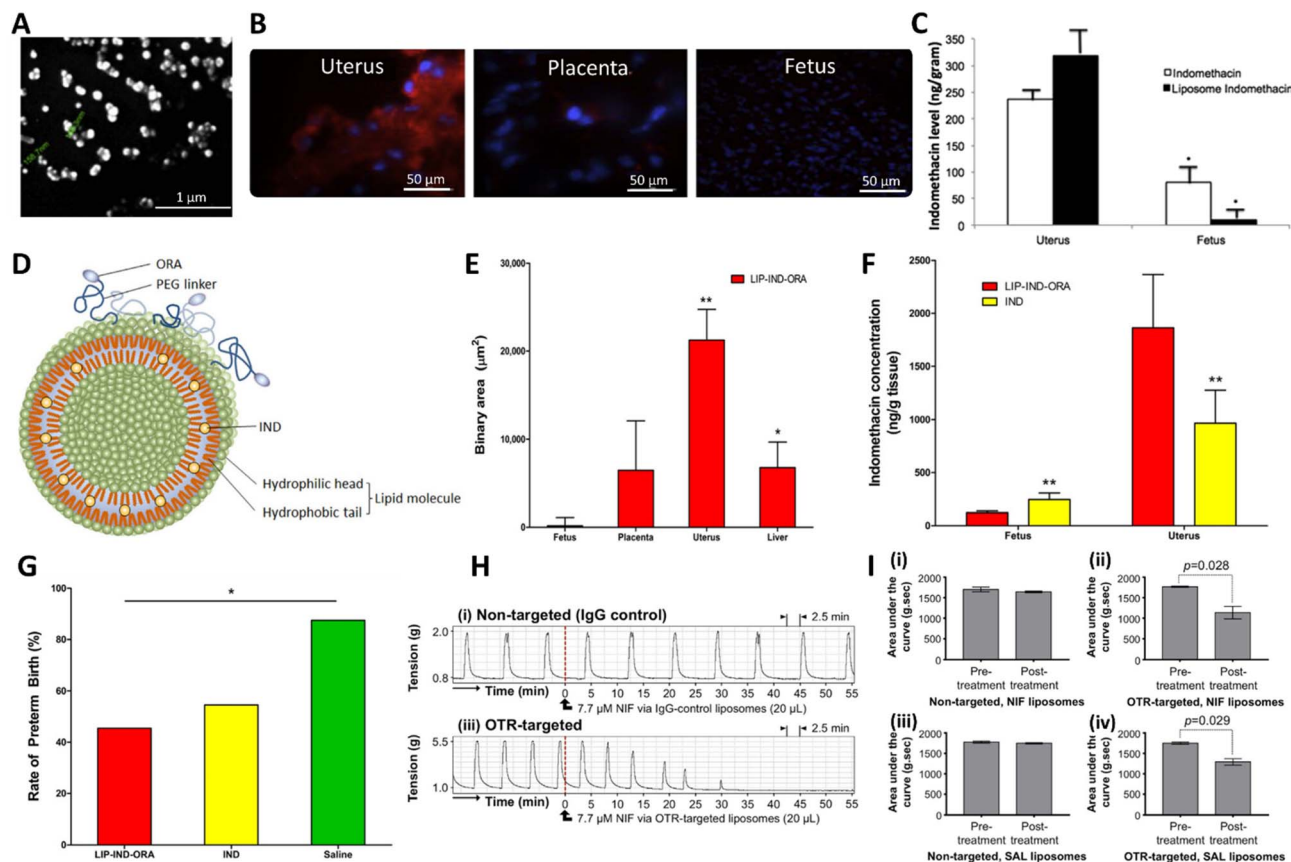 A
1 µm
B
Uterus
50 µm
Placenta
50 µm
Fetus
50 µm
C
Indomethacin level (ng/gram)
350
300
250
200
150
100
50
0
Indomethacin
Liposome Indomethacin
*
*
Uterus
Fetus
D
ORA
PEG linker
IND
Hydrophilic head
Hydrophobic tail
Lipid molecule
E
Binary area (µm²)
30,000
20,000
10,000
0
LIP-IND-ORA
**
*
Fetus
Placenta
Uterus
Liver
F
Indomethacin concentration
(ng/g tissue)
2500
2000
1500
1000
500
0
LIP-IND-ORA
IND
**
**
Fetus
Uterus
G
Rate of Preterm Birth (%)
100
80
60
40
20
0
*
LIP-IND-ORA
IND
Saline
H
(i) Non-targeted (IgG control)
2.5 min
Tension (g)
2.0
0.8
Time (min)
0 5 10 15 20 25 30 35 40 45 50 55
7.7 µM NIF via IgG-control liposomes (20 µL)
(iii) OTR-targeted
2.5 min
Tension (g)
5.5
1.0
Time (min)
0 5 10 15 20 25 30 35 40 45 50 55
7.7 µM NIF via OTR-targeted liposomes (20 µL)
I
(i)
Area under the
curve (g.sec)
2000
1500
1000
500
0
Pre-
treatment
Post-
treatment
Non-targeted, NIF liposomes
(ii)
p=0.028
Area under the
curve (g.sec)
2000
1500
1000
500
0
Pre-
treatment
Post-
treatment
OTR-targeted, NIF liposomes
(iii)
Area under the
curve (g.sec)
2000
1500
1000
500
0
Pre-
treatment
Post-
treatment
Non-targeted, SAL liposomes
(iv)
p=0.029
Area under the
curve (g.sec)
2000
1500
1000
500
0
Pre-
treatment
Post-
treatment
OTR-targeted, SAL liposomes